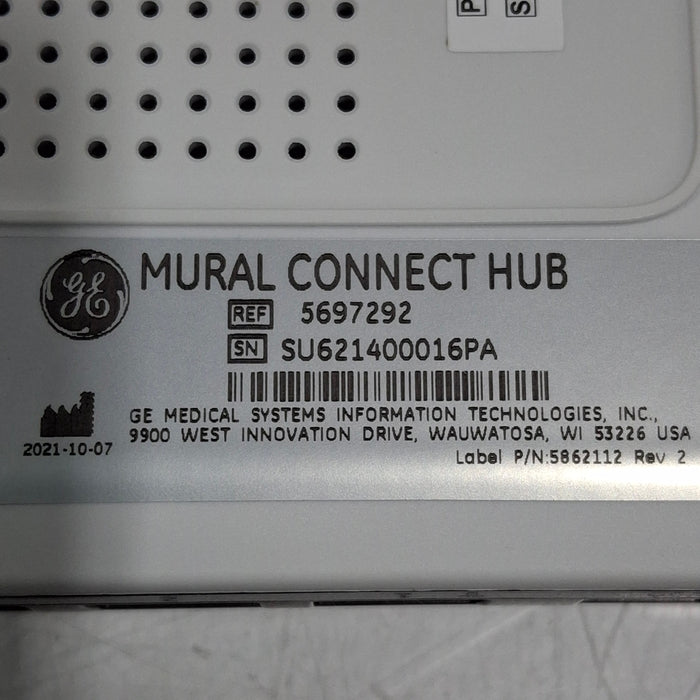 P
S
GE
MURAL CONNECT HUB
REF 5697292
SN SU621400016PA
GE MEDICAL SYSTEMS INFORMATION TECHNOLOGIES, INC.,
9900 WEST INNOVATION DRIVE, WAUWATOSA, WI 53226 USA
2021-10-07
Label P/N:5862112 Rev 2